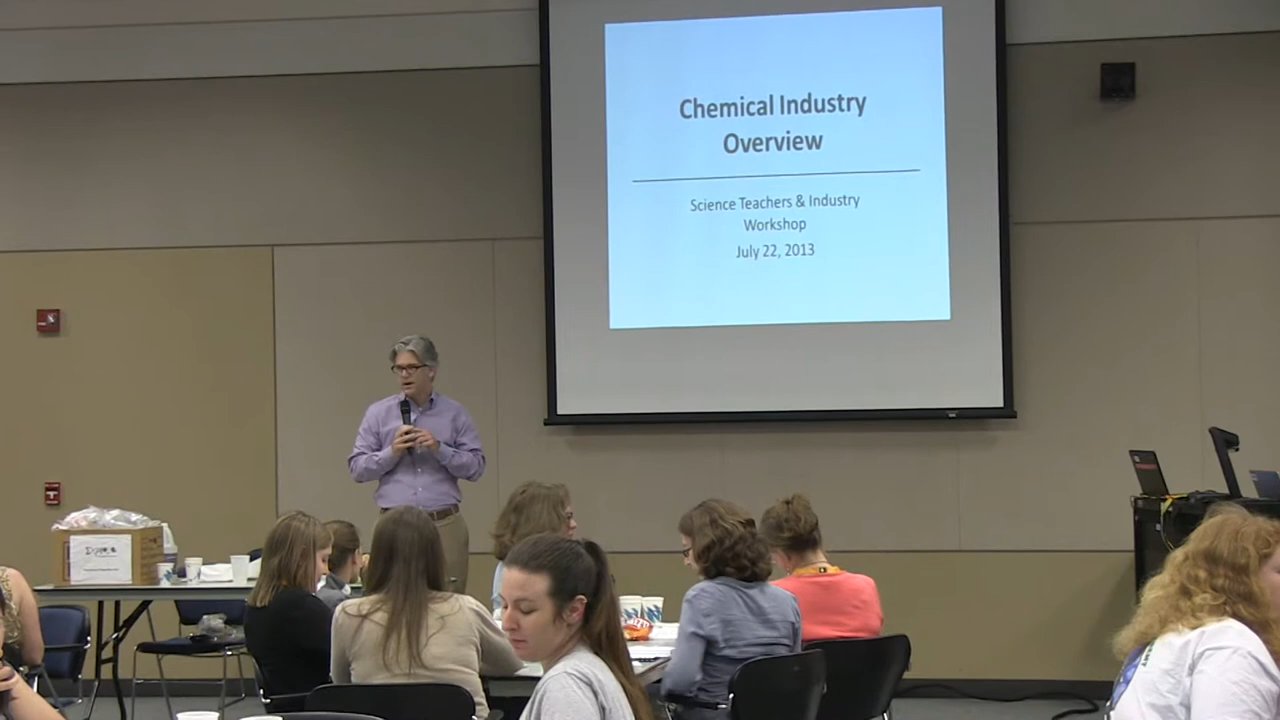 Chemical Industry
Overview
Science Teachers & Industry
Workshop
July 22, 2013